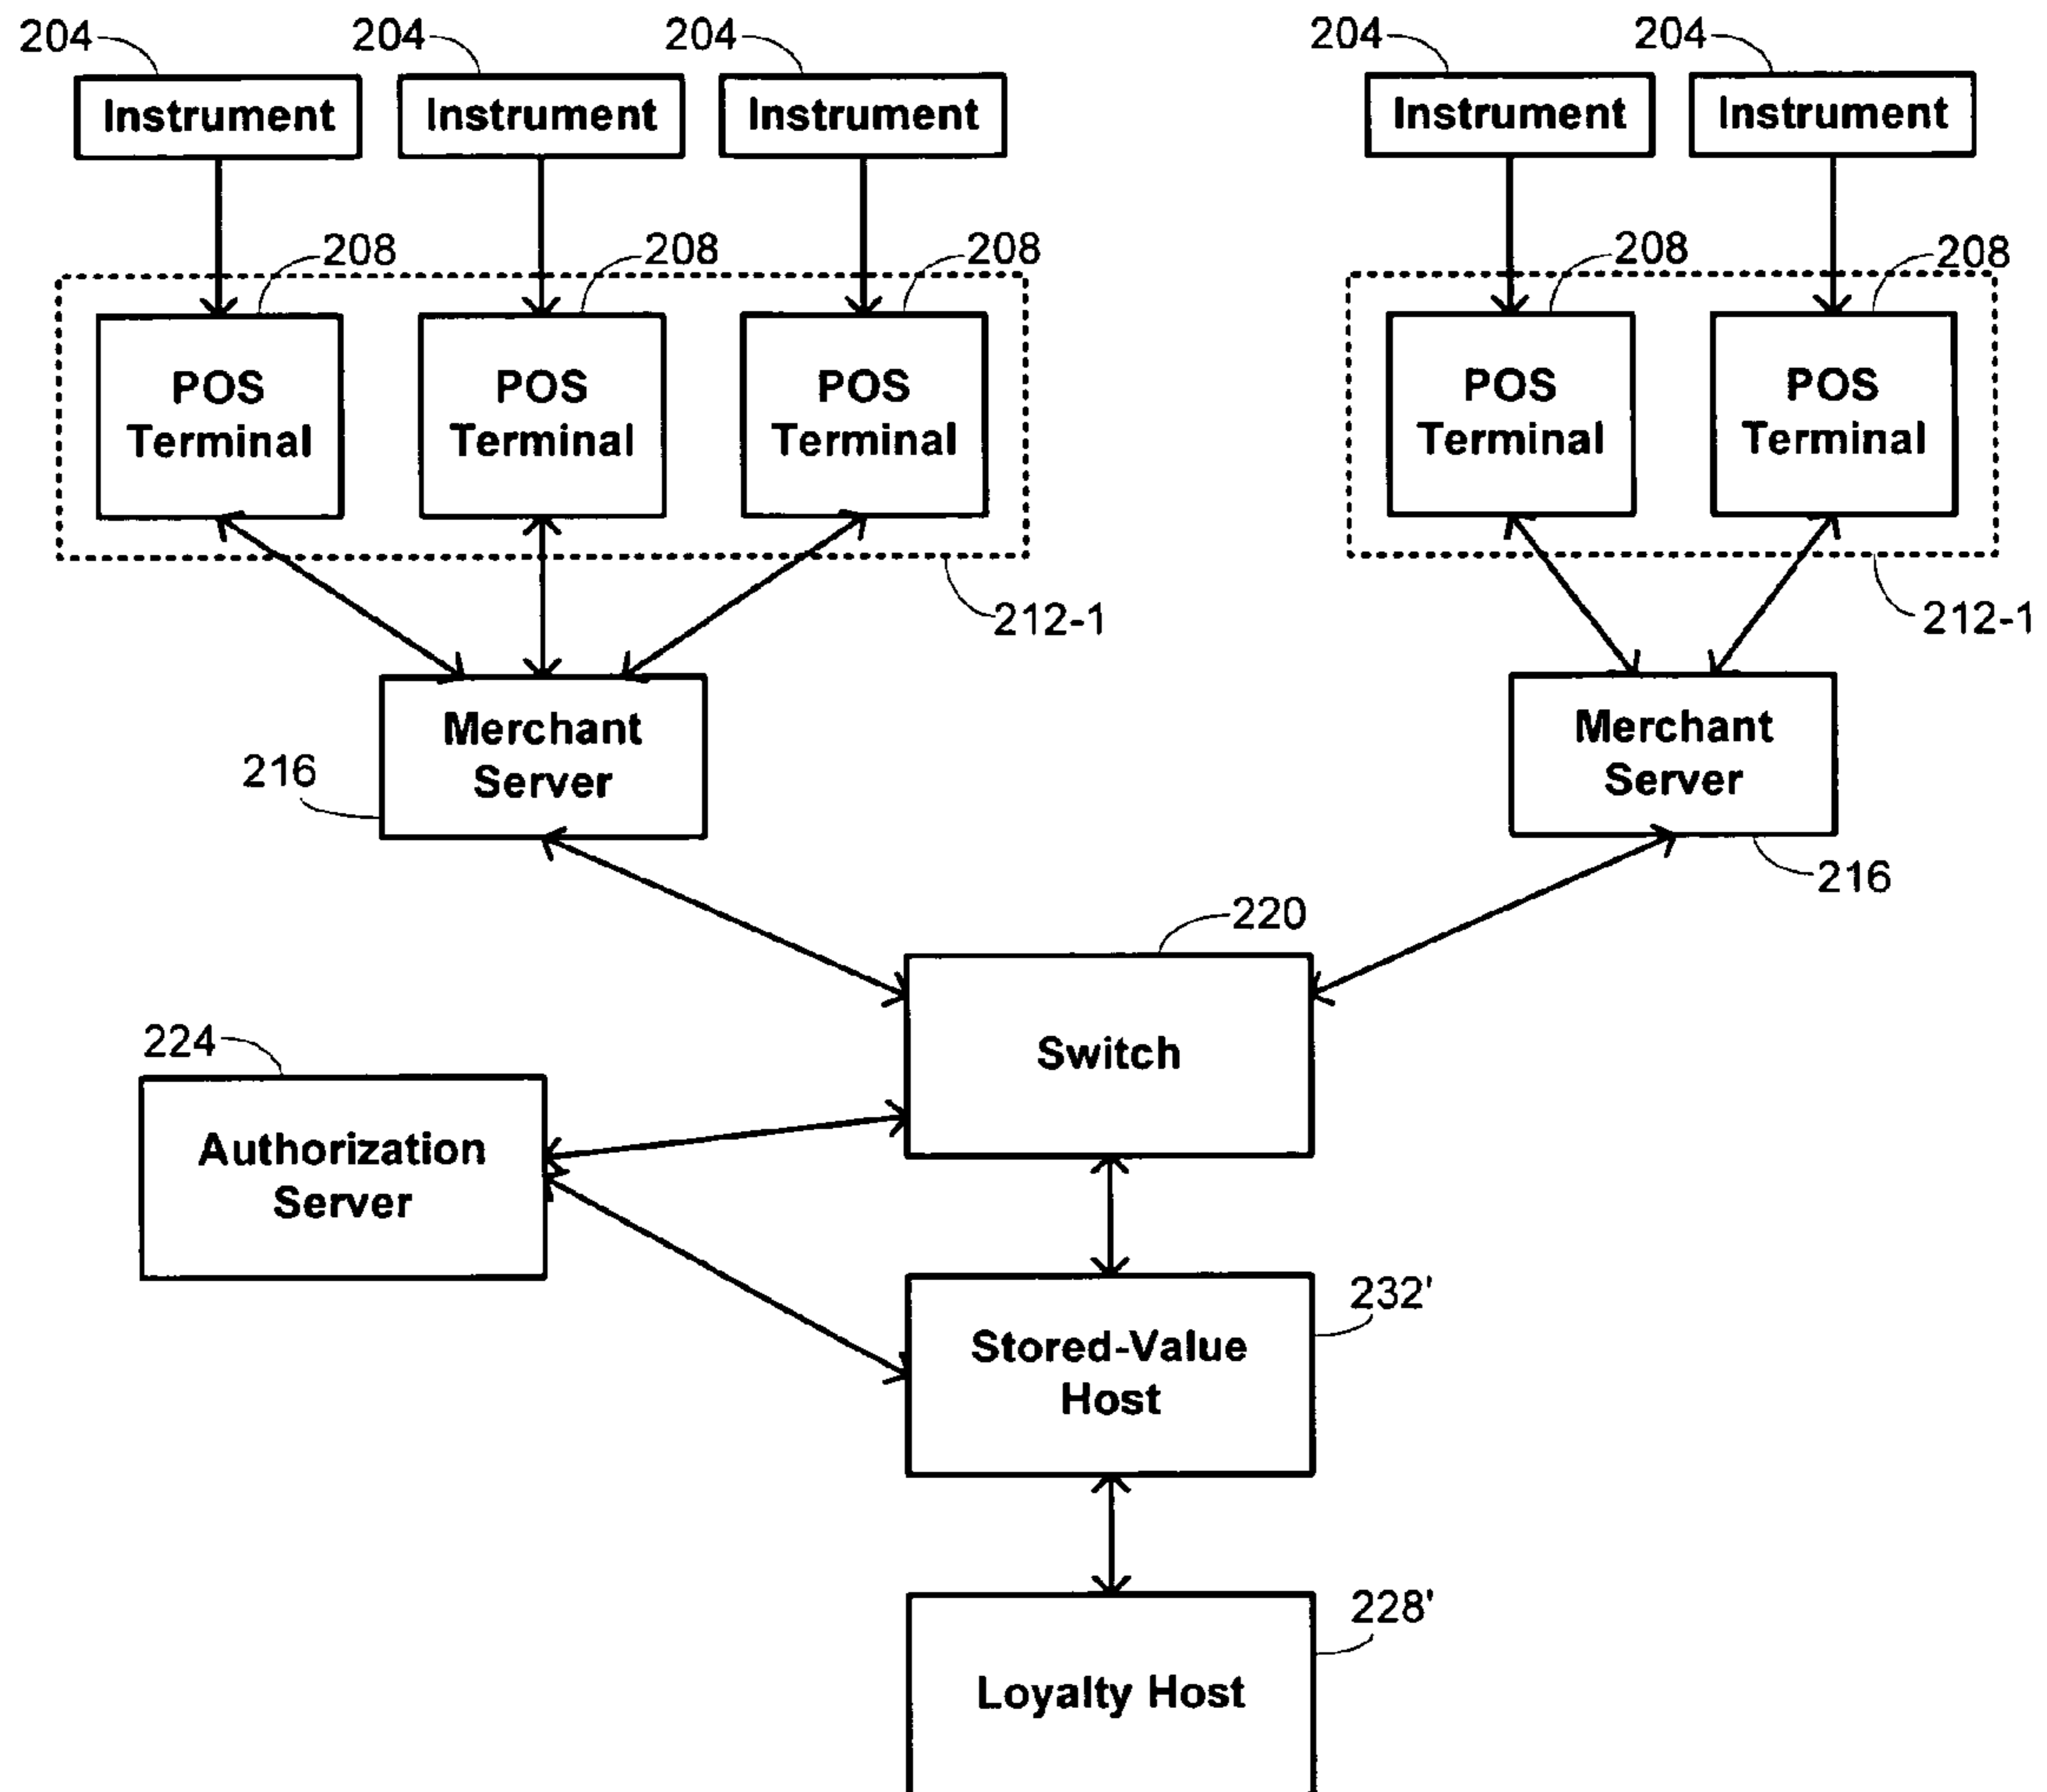 204 204 204 204 204
Instrument Instrument Instrument Instrument Instrument
208 208 208 208 208
POS POS POS POS POS
Terminal Terminal Terminal Terminal Terminal
212-1 212-1
Merchant
Server
216
Merchant
Server
216
220
Switch
224
Authorization
Server
232'
Stored-Value
Host
228'
Loyalty Host